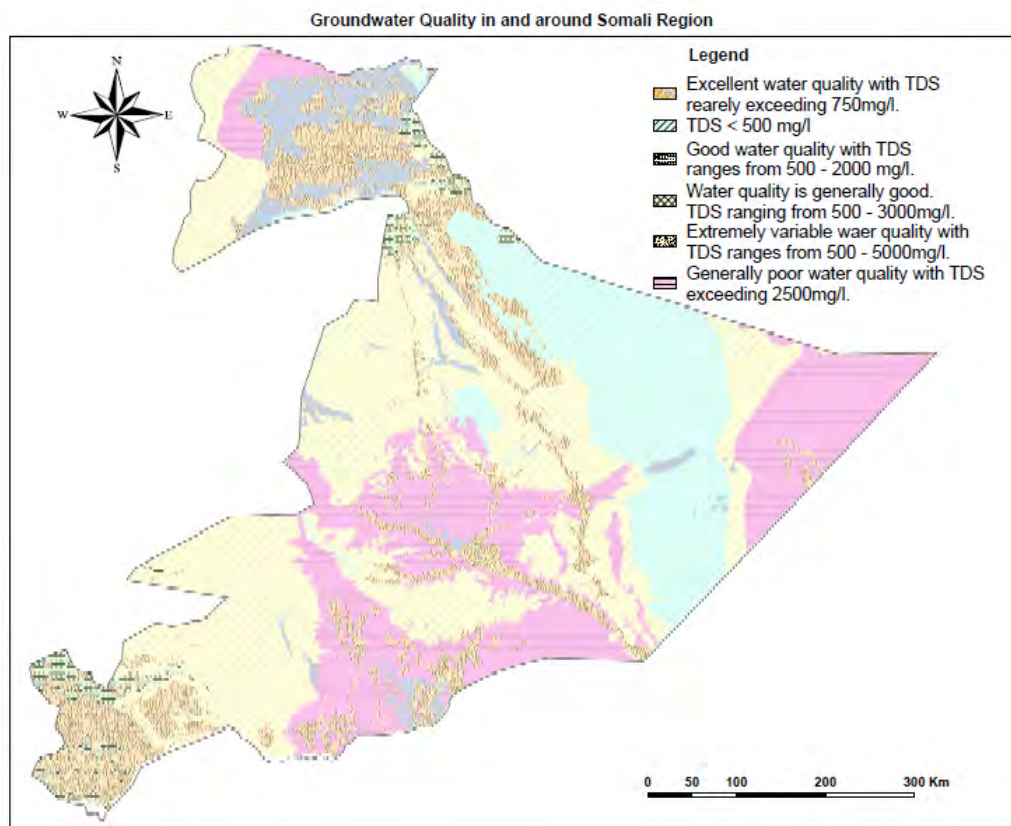 Groundwater Quality in and around Somali Region
Legend
Excellent water quality with TDS
rearely exceeding 750mg/l.
TDS < 500 mg/l
Good water quality with TDS
ranges from 500 - 2000 mg/l.
Water quality is generally good.
TDS ranging from 500 - 3000mg/l.
Extremely variable waer quality with
TDS ranges from 500 - 5000mg/l.
Generally poor water quality with TDS
exceeding 2500mg/l.
N
W E
S
0 50 100 200 300 Km